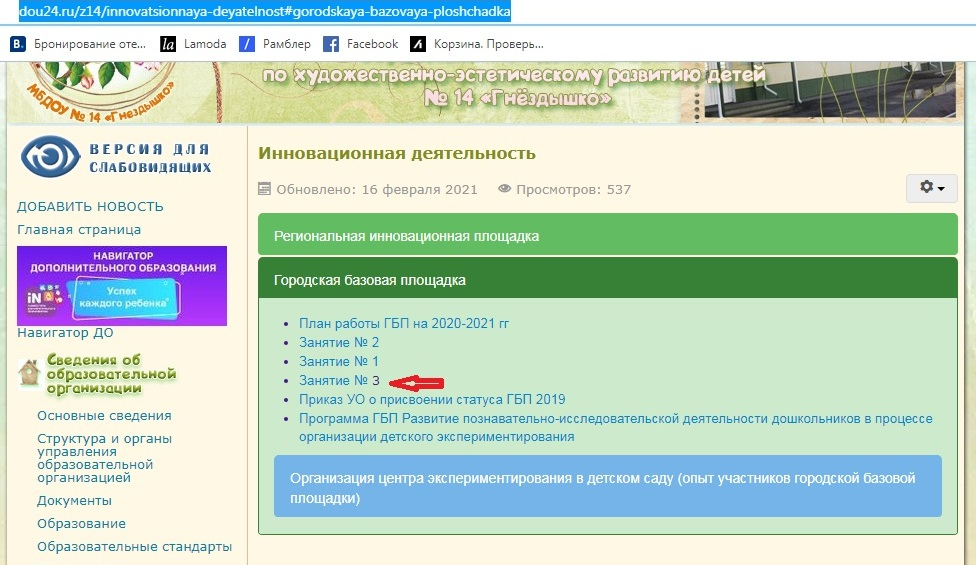 dou24.ru/z14/innovatsionnaya-deyatelnost#gorodskaya-bazovaya-ploshchadka
B. Бронирование оте...
la Lamoda
Рамблер
Facebook
Корзина. Проверь...
по художественно-эстетическому развитию детей
№ 14 «Гнёздышко»
МБДОУ № 14 «Гнёздышко»
ВЕРСИЯ ДЛЯ
СЛАБОВИДЯЩИХ
ДОБАВИТЬ НОВОСТЬ
Главная страница
НАВИГАТОР
ДОПОЛНИТЕЛЬНОГО ОБРАЗОВАНИЯ
Успех
каждого ребенка
iN
Навигатор ДО
Сведения об
образовательной
организации
Основные сведения
Структура и органы
управления
образовательной
организацией
Документы
Образование
Образовательные стандарты
Инновационная деятельность
Обновлено: 16 февраля 2021 Просмотров: 537
Региональная инновационная площадка
Городская базовая площадка
План работы ГБП на 2020-2021 гг
Занятие № 2
Занятие № 1
Занятие № 3
Приказ УО о присвоении статуса ГБП 2019
Программа ГБП Развитие познавательно-исследовательской деятельности дошкольников в процессе
организации детского экспериментирования
Организация центра экспериментирования в детском саду (опыт участников городской базовой
площадки)